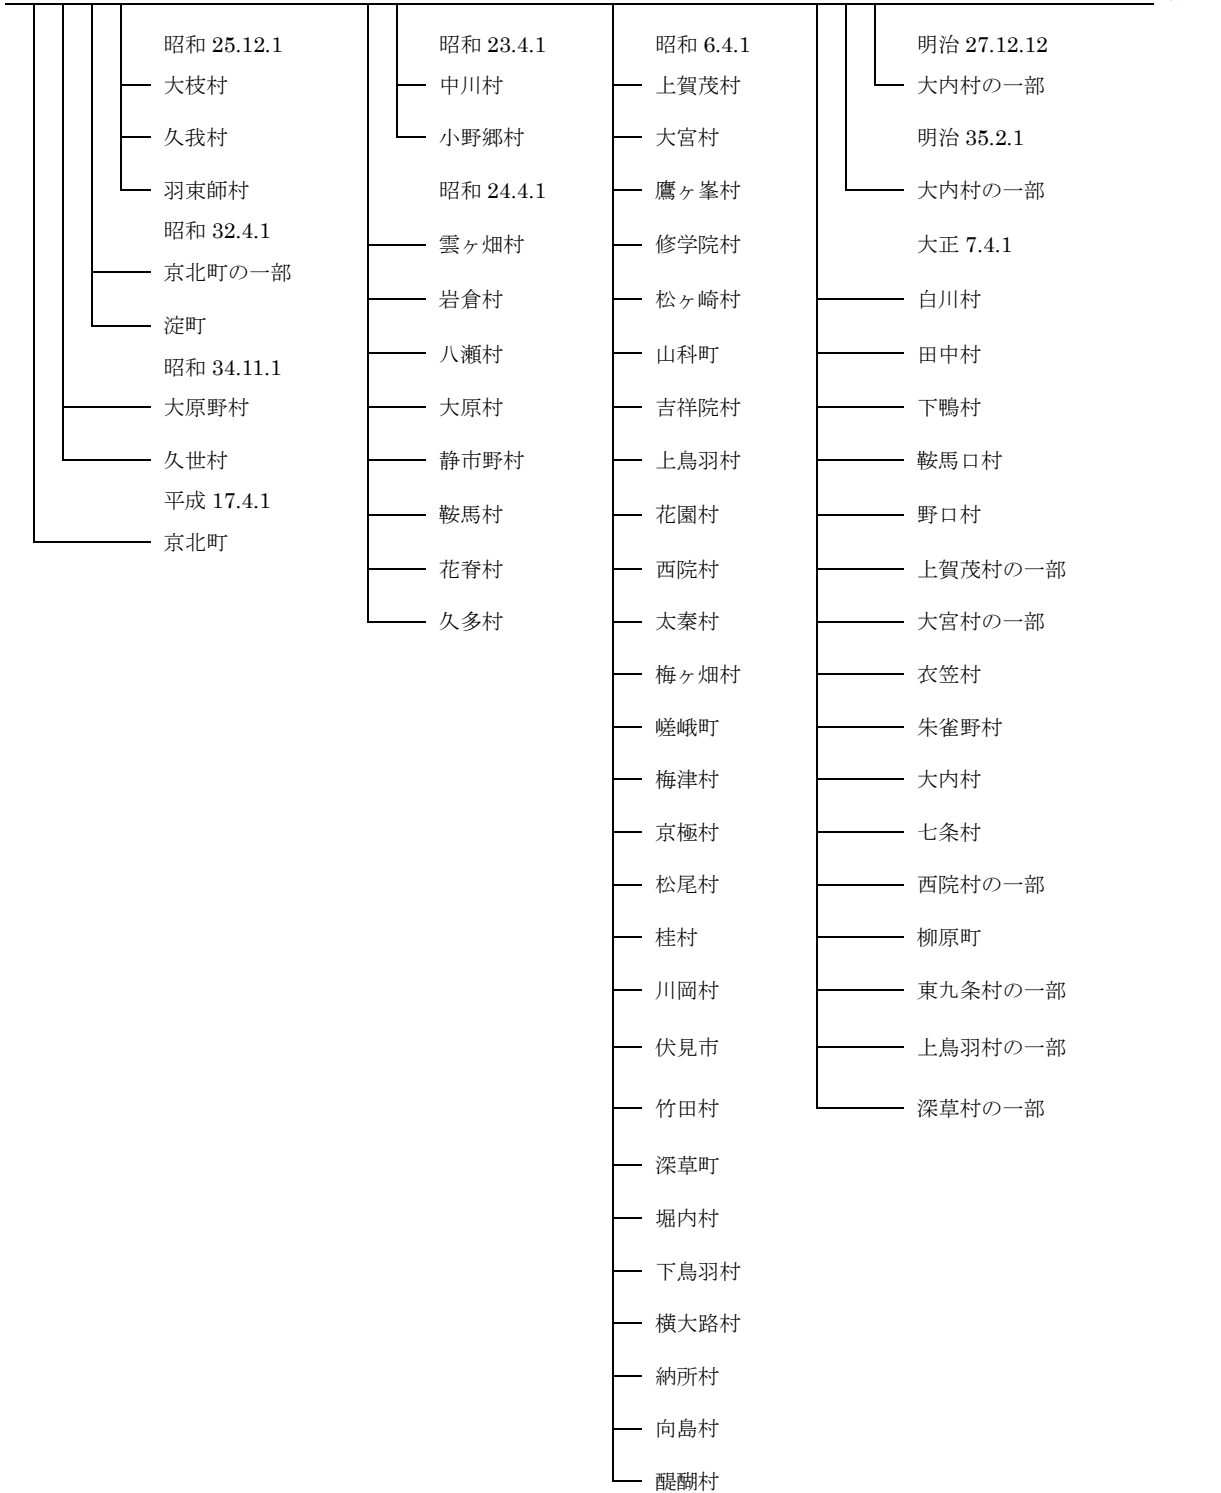 昭和 25.12.1
大枝村
久我村
羽束師村
昭和 32.4.1
京北町の一部
淀町
昭和 34.11.1
大原野村
久世村
平成 17.4.1
京北町
昭和 23.4.1
中川村
小野郷村
昭和 24.4.1
雲ヶ畑村
岩倉村
八瀬村
大原村
静市野村
鞍馬村
花脊村
久多村
昭和 6.4.1
上賀茂村
大宮村
鷹ヶ峯村
修学院村
松ヶ崎村
山科町
吉祥院村
上鳥羽村
花園村
西院村
太秦村
梅ヶ畑村
嵯峨町
梅津村
京極村
松尾村
桂村
川岡村
伏見市
竹田村
深草町
堀内村
下鳥羽村
横大路村
納所村
向島村
醍醐村
明治 27.12.12
大内村の一部
明治 35.2.1
大内村の一部
大正 7.4.1
白川村
田中村
下鴨村
鞍馬口村
野口村
上賀茂村の一部
大宮村の一部
衣笠村
朱雀野村
大内村
七条村
西院村の一部
柳原町
東九条村の一部
上鳥羽村の一部
深草村の一部